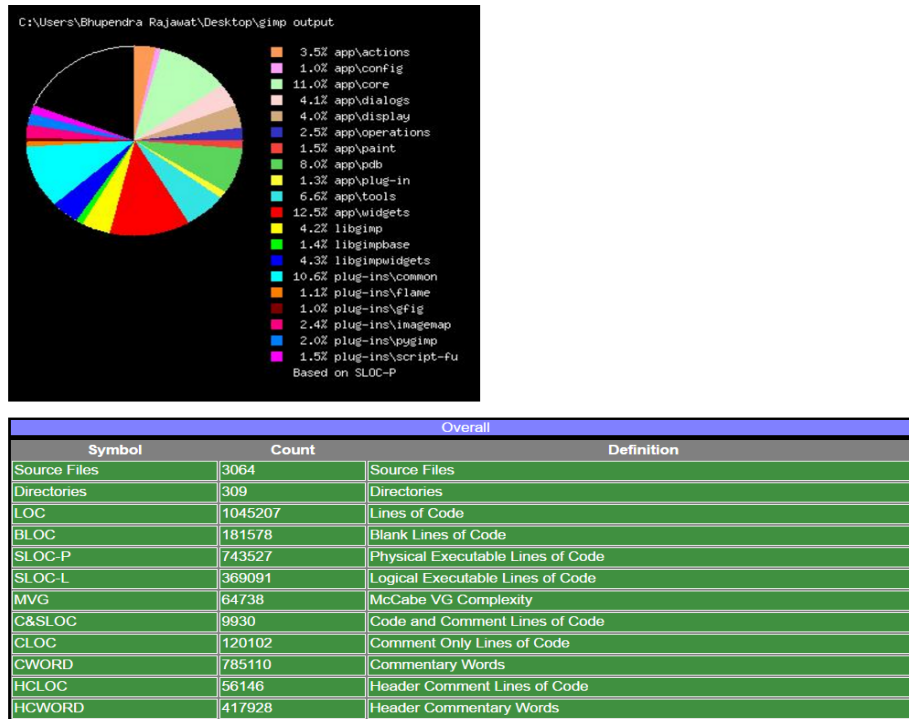 C:\Users\Bhupendra Rajawat\Desktop\gimp output
3.5% app\actions
1.0% app\config
11.0% app\core
4.1% app\dialogs
4.0% app\display
2.5% app\operations
1.5% app\paint
8.0% app\pdb
1.3% app\plug-in
6.6% app\tools
12.5% app\widgets
4.2% libgimp
1.4% libgimpbase
4.3% libgimpwidgets
10.6% plug-ins\common
1.1% plug-ins\flame
1.0% plug-ins\gfig
2.4% plug-ins\imagemap
2.0% plug-ins\pygimp
1.5% plug-ins\script-fu
Based on SLOC-P
Overall
Symbol Count Definition
Source Files 3064 Source Files
Directories 309 Directories
LOC 1045207 Lines of Code
BLOC 181578 Blank Lines of Code
SLOC-P 743527 Physical Executable Lines of Code
SLOC-L 369091 Logical Executable Lines of Code
MVG 64738 McCabe VG Complexity
C&SLOC 9930 Code and Comment Lines of Code
CLOC 120102 Comment Only Lines of Code
CWORD 785110 Commentary Words
HCLOC 56146 Header Comment Lines of Code
HCWORD 417928 Header Commentary Words